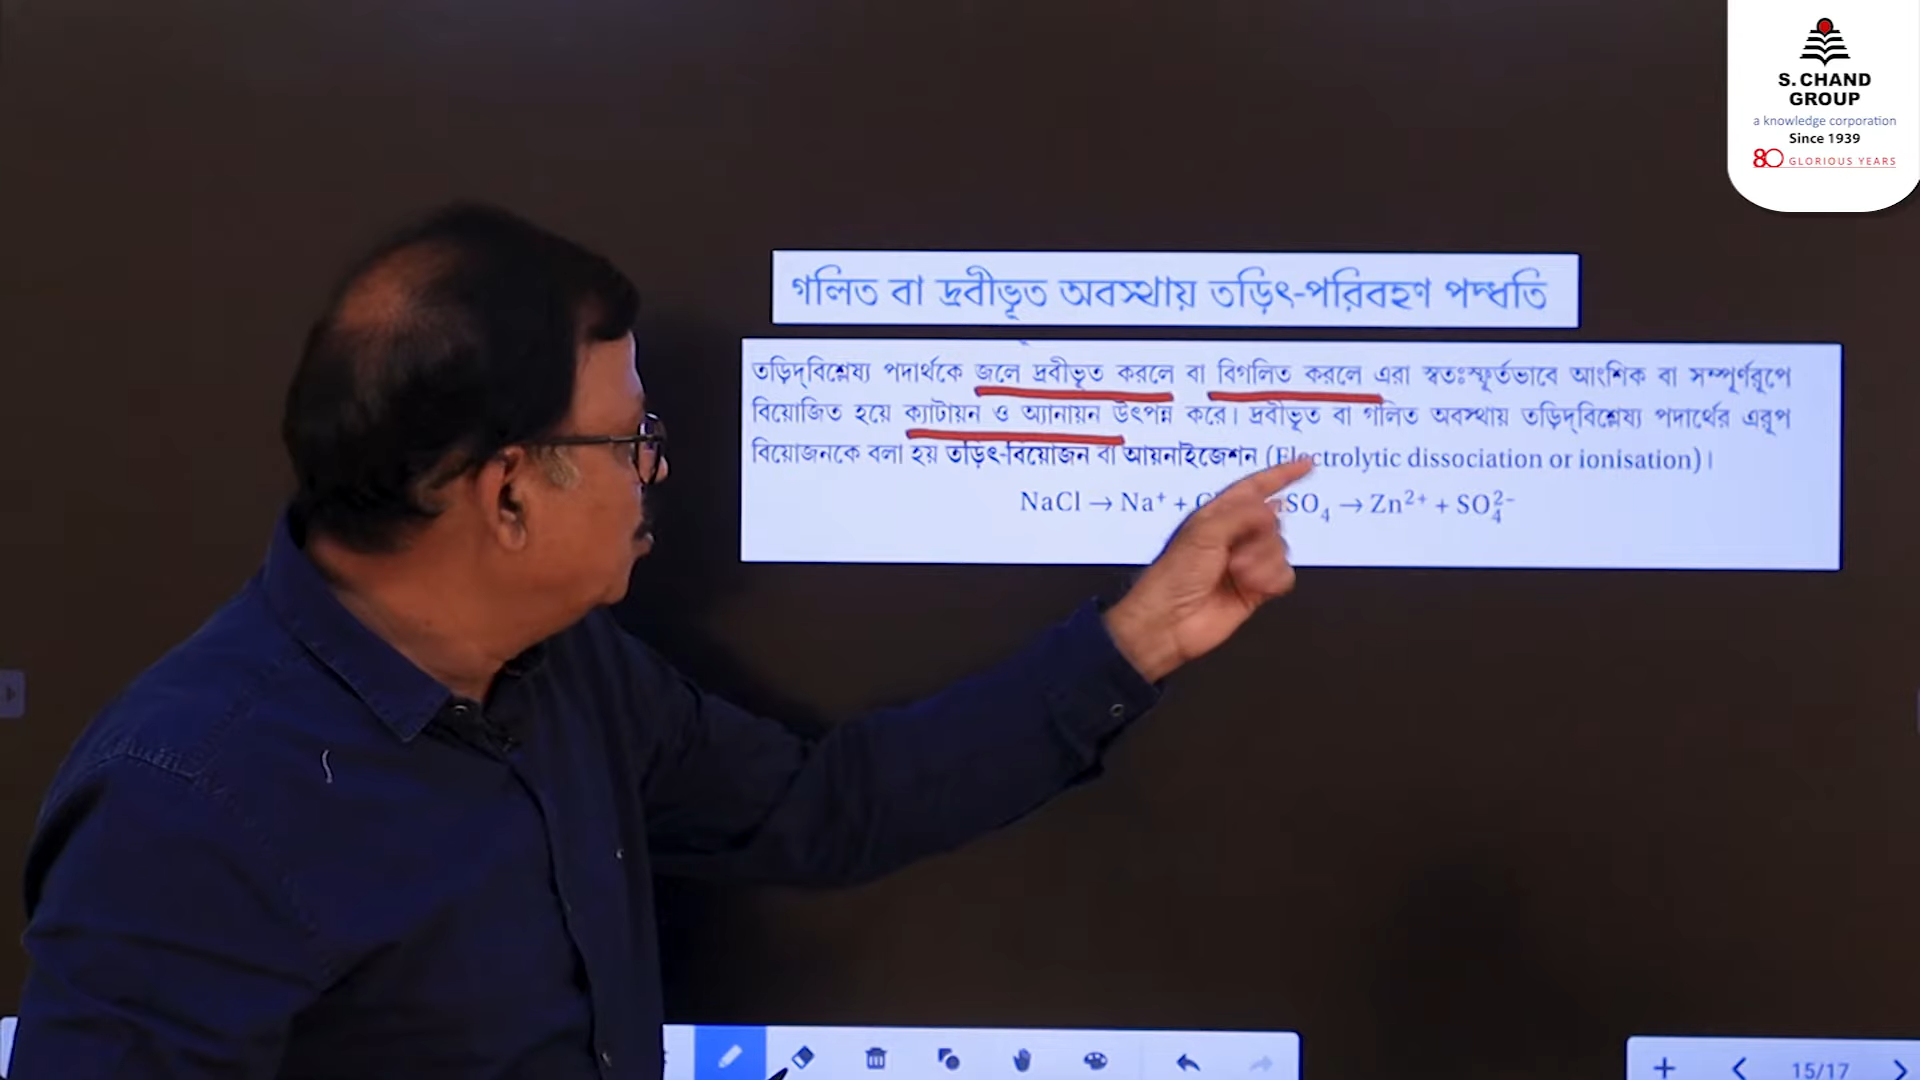 S. CHAND
GROUP
a knowledge corporation
Since 1939
80 GLORIOUS YEARS
গলিত বা দ্রবীভূত অবস্থায় তড়িৎ-পরিবহণ পদ্ধতি
তড়িদ্‌বিশ্লেষ্য পদার্থকে জলে দ্রবীভূত করলে বা বিগলিত করলে এরা স্বতঃস্ফূর্তভাবে আংশিক বা সম্পূর্ণরূপে
বিয়োজিত হয়ে ক্যাটায়ন ও অ্যানায়ন উৎপন্ন করে। দ্রবীভূত বা গলিত অবস্থায় তড়িদ্‌বিশ্লেষ্য পদার্থের এরূপ
বিয়োজনকে বলা হয় তড়িৎ-বিয়োজন বা আয়নাইজেশন (Electrolytic dissociation or ionisation)।
NaCl → Na⁺ + SO₄ → Zn²⁺ + SO₄²⁻
15/17